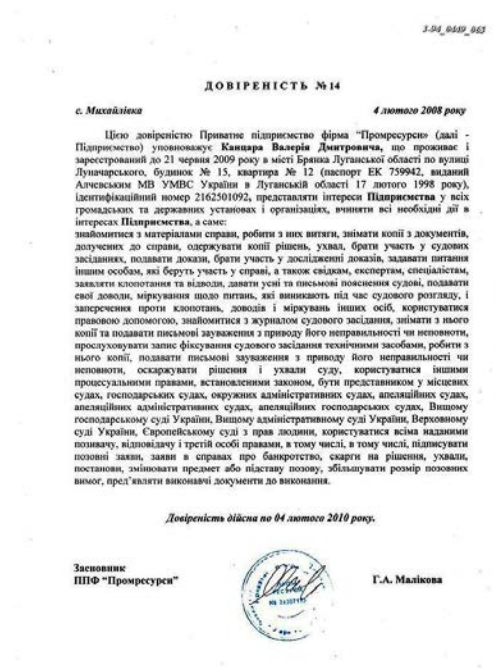 3-04_0449_063
ДОВІРЕНІСТЬ №14
с. Михайлівка 4 лютого 2008 року
Цією довіреністю Приватне підприємство фірма “Промресурси» (далі -
Підприємство) уповноважує Канцара Валерія Дмитровича, що проживає і
зареєстрований до 21 червня 2009 року в місті Брянка Луганської області по вулиці
Луначарського, будинок № 15, квартира № 12 (паспорт ЕК 759942, виданий
Алчевським МВ УМВС України в Луганській області 17 лютого 1998 року),
ідентифікаційний номер 2162501092, представляти інтереси Підприємства у всіх
громадських та державних установах і організаціях, вчиняти всі необхідні дії в
інтересах Підприємства, а саме:
знайомитися з матеріалами справи, робити з них витяги, знімати копії з документів,
долучених до справи, одержувати копії рішень, ухвал, брати участь у судових
засіданнях, подавати докази, брати участь у дослідженні доказів, задавати питання
іншим особам, які беруть участь у справі, а також свідкам, експертам, спеціалістам,
заявляти клопотання та відводи, давати усні та письмові пояснення судові, подавати
свої доводи, міркування щодо питань, які виникають під час судового розгляду, і
заперечення проти клопотань, доводів і міркувань інших осіб, користуватися
правовою допомогою, знайомитися з журналом судового засідання, знімати з нього
копії та подавати письмові зауваження з приводу його неправильності чи неповноти,
прослуховувати запис фіксування судового засідання технічними засобами, робити з
нього копії, подавати письмові зауваження з приводу його неправильності чи
неповноти, оскаржувати рішення і ухвали суду, користуватися іншими
процесуальними правами, встановленими законом, бути представником у місцевих
судах, господарських судах, окружних адміністративних судах, апеляційних судах,
апеляційних адміністративних судах, апеляційних господарських судах, Вищому
господарському суді України, Вищому адміністративному суді України, Верховному
суді України, Європейському суді з прав людини, користуватися всіма наданими
позивачу, відповідачу і третій особі правами, в тому числі, в тому числі, підписувати
позовні заяви, заяви в справах про банкротство, скарги на рішення, ухвали,
постанови, змінювати предмет або підставу позову, збільшувати розмір позовних
вимог, пред’являти виконавчі документи до виконання.
Довіреність дійсна по 04 лютого 2010 року.
Засновник
ППФ “Промресурси” Г.А. Малікова